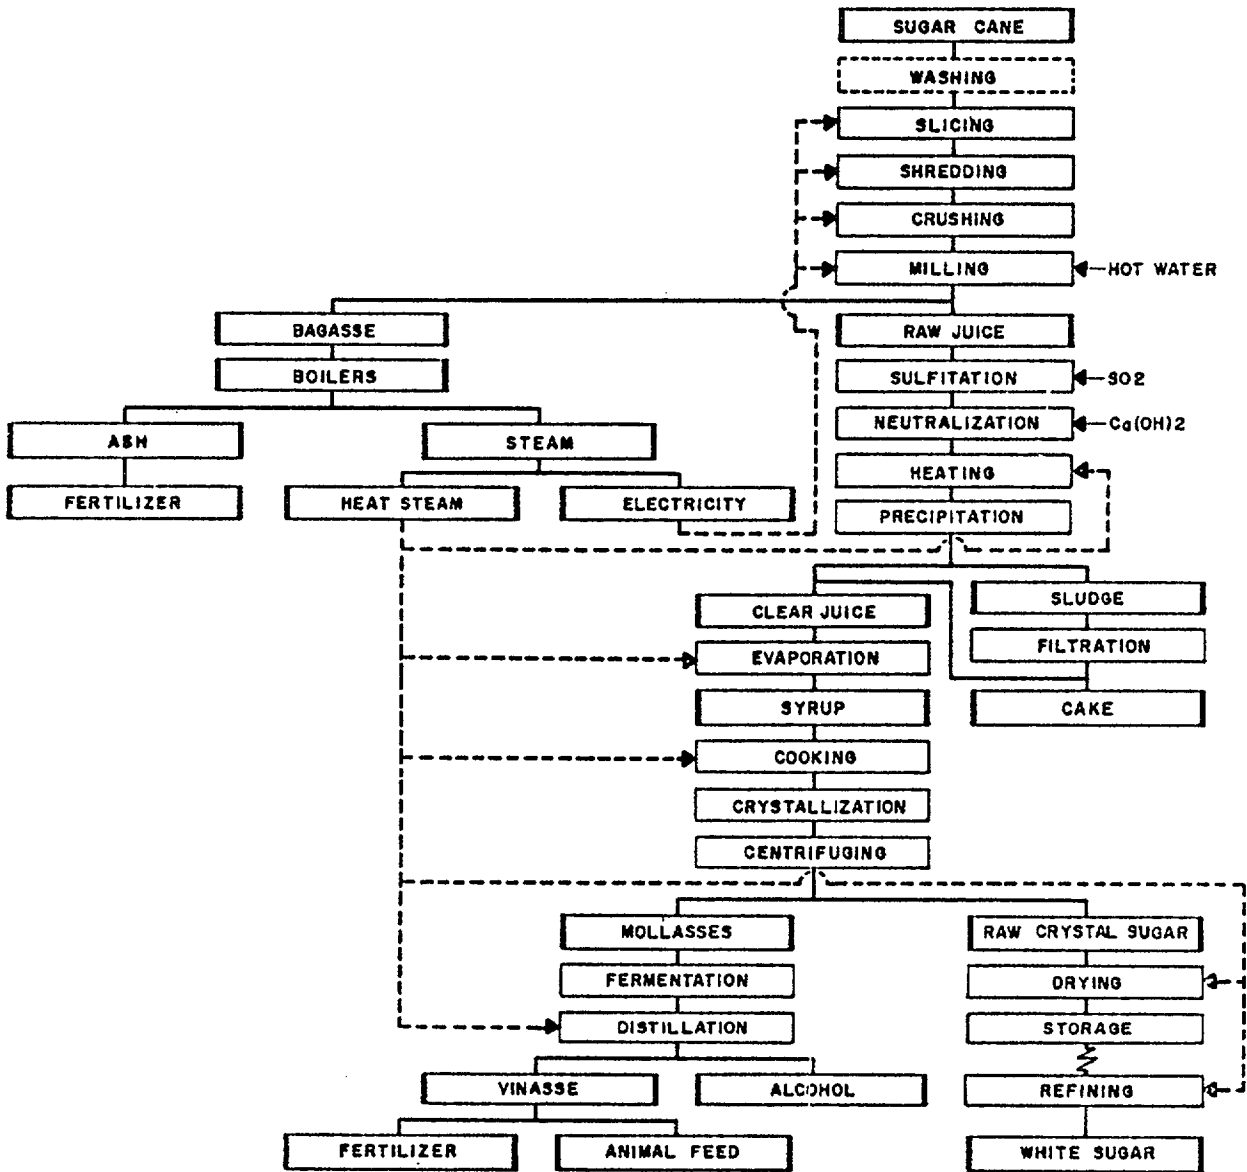 SUGAR CANE
WASHING
SLICING
SHREDDING
CRUSHING
MILLING
HOT WATER
BAGASSE
RAW JUICE
BOILERS
SULFITATION
SO2
ASH
STEAM
NEUTRALIZATION
Ca(OH)2
HEATING
FERTILIZER
HEAT STEAM
ELECTRICITY
PRECIPITATION
CLEAR JUICE
SLUDGE
EVAPORATION
FILTRATION
SYRUP
CAKE
COOKING
CRYSTALLIZATION
CENTRIFUGING
MOLLASSES
RAW CRYSTAL SUGAR
FERMENTATION
DRYING
DISTILLATION
STORAGE
VINASSE
ALCOHOL
REFINING
FERTILIZER
ANIMAL FEED
WHITE SUGAR